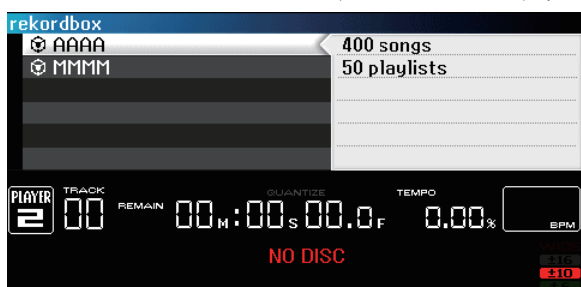 rekordbox
AAAA
400 songs
MMMM
50 playlists
PLAYER
2
TRACK
00
REMAIN
00M:00S00.0F
QUANTIZE
TEMPO
0.00%
BPM
NO DISC
WIDE
±16
±10